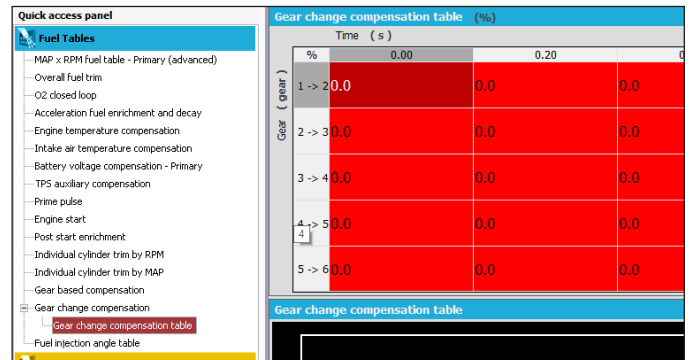 Quick access panel
Fuel Tables
MAP x RPM fuel table - Primary (advanced)
Overall fuel trim
O2 closed loop
Acceleration fuel enrichment and decay
Engine temperature compensation
Intake air temperature compensation
Battery voltage compensation - Primary
TPS auxiliary compensation
Prime pulse
Engine start
Post start enrichment
Individual cylinder trim by RPM
Individual cylinder trim by MAP
Gear based compensation
Gear change compensation
Gear change compensation table
Fuel injection angle table
Gear change compensation table (%)
Time (s)
% 0.00 0.20 0
Gear (gear)
1 -> 2 0.0 0.0 0.0
2 -> 3 0.0 0.0 0.0
3 -> 4 0.0 0.0 0.0
4 -> 5 0.0 0.0 0.0
4
5 -> 6 0.0 0.0 0.0
Gear change compensation table